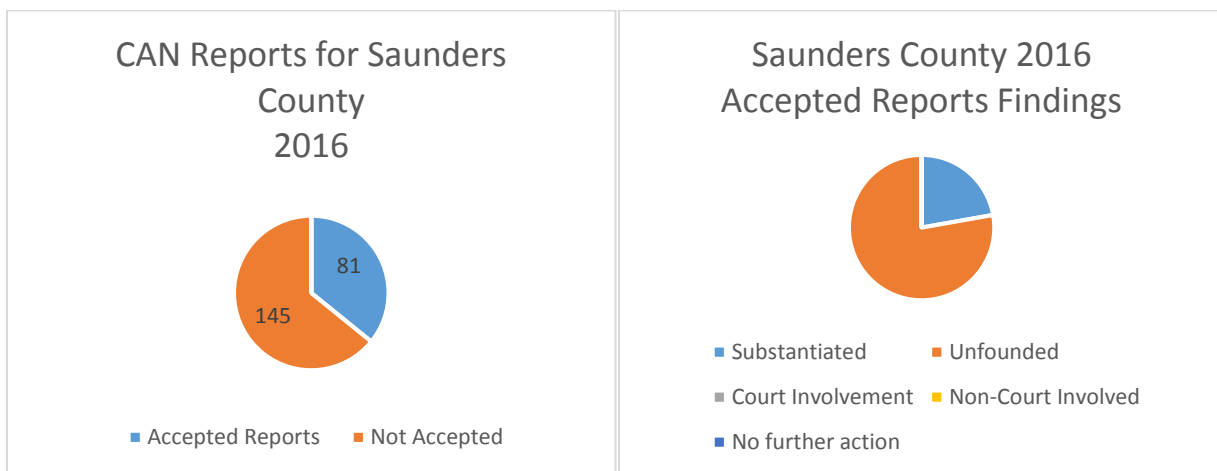 CAN Reports for Saunders
County
2016
81
145
Accepted Reports
Not Accepted
Saunders County 2016
Accepted Reports Findings
Substantiated
Unfounded
Court Involvement
Non-Court Involved
No further action